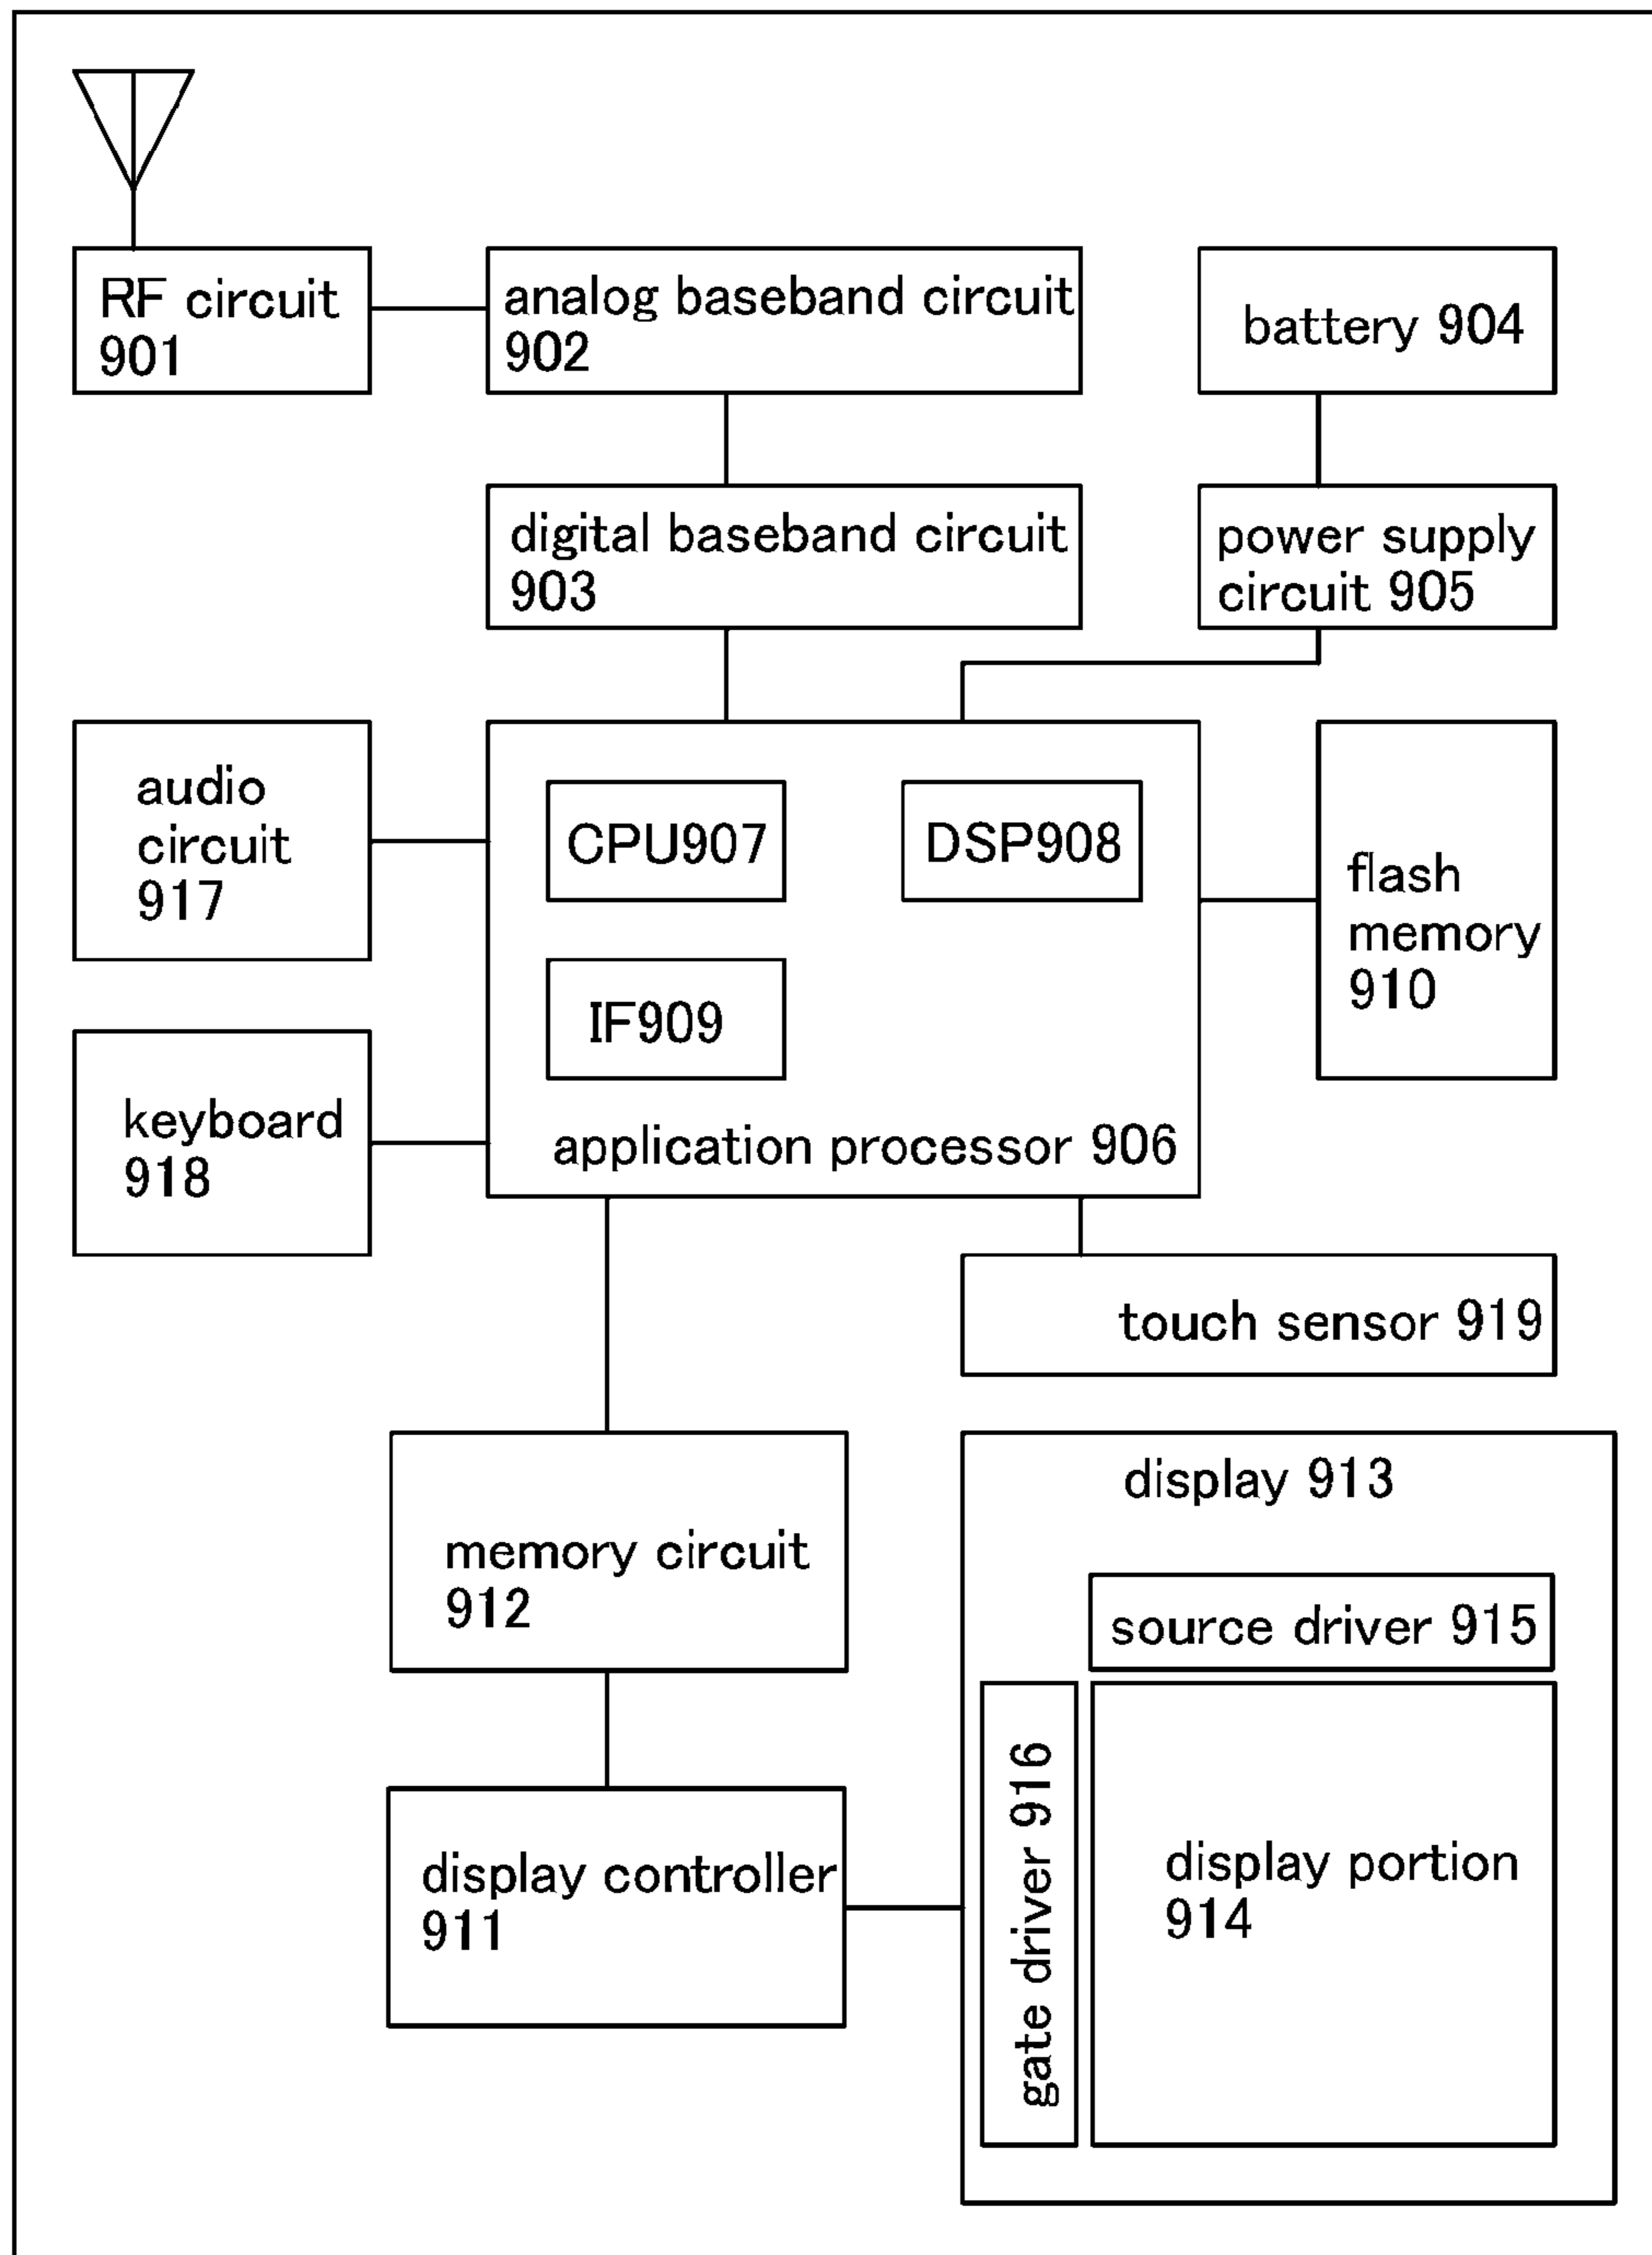 RF circuit
901
analog baseband circuit
902
battery 904
digital baseband circuit
903
power supply
circuit 905
audio
circuit
917
CPU907
DSP908
flash
memory
910
IF909
keyboard
918
application processor 906
touch sensor 919
memory circuit
912
display 913
source driver 915
gate driver 916
display portion
914
display controller
911